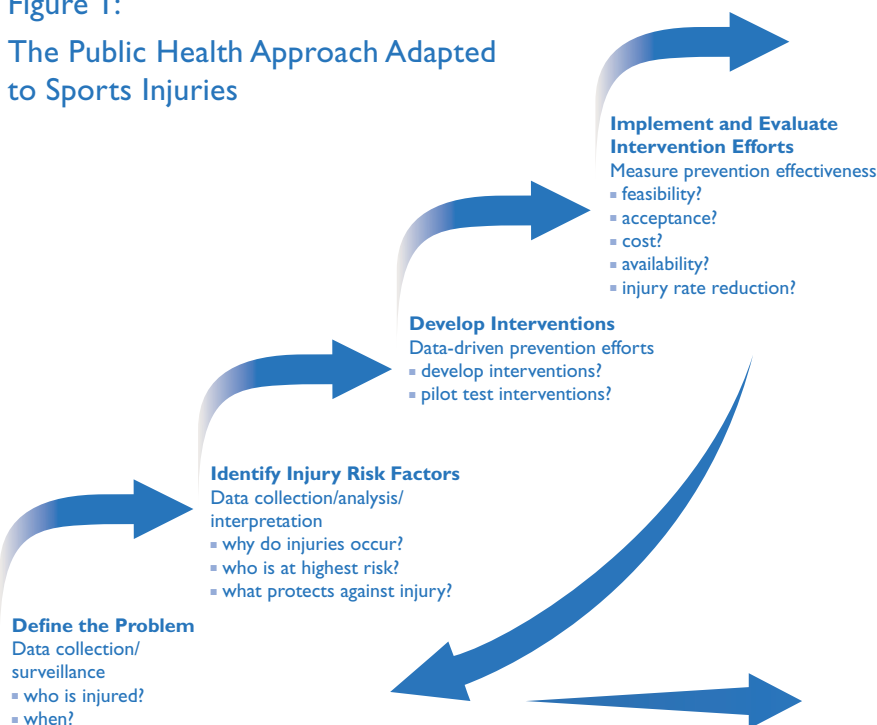 Figure 1:
The Public Health Approach Adapted
to Sports Injuries
Define the Problem
Data collection/
surveillance
▪ who is injured?
▪ when?
Identify Injury Risk Factors
Data collection/analysis/
interpretation
▪ why do injuries occur?
▪ who is at highest risk?
▪ what protects against injury?
Develop Interventions
Data-driven prevention efforts
▪ develop interventions?
▪ pilot test interventions?
Implement and Evaluate
Intervention Efforts
Measure prevention effectiveness
▪ feasibility?
▪ acceptance?
▪ cost?
▪ availability?
▪ injury rate reduction?